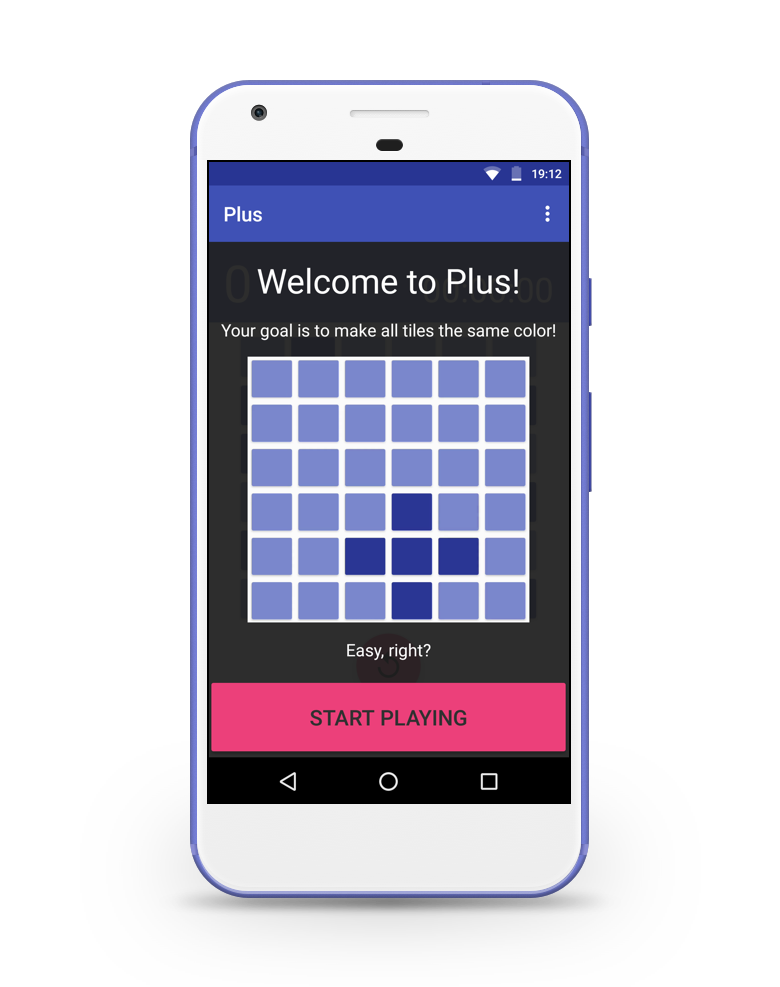 19:12
Plus
Welcome to Plus!
Your goal is to make all tiles the same color!
Easy, right?
START PLAYING